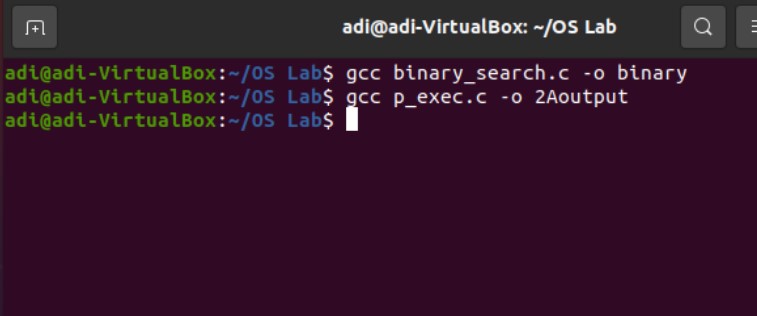 adi@adi-VirtualBox: ~/OS Lab
adi@adi-VirtualBox:~/OS Lab$ gcc binary_search.c -o binary
adi@adi-VirtualBox:~/OS Lab$ gcc p_exec.c -o 2Aoutput
adi@adi-VirtualBox:~/OS Lab$